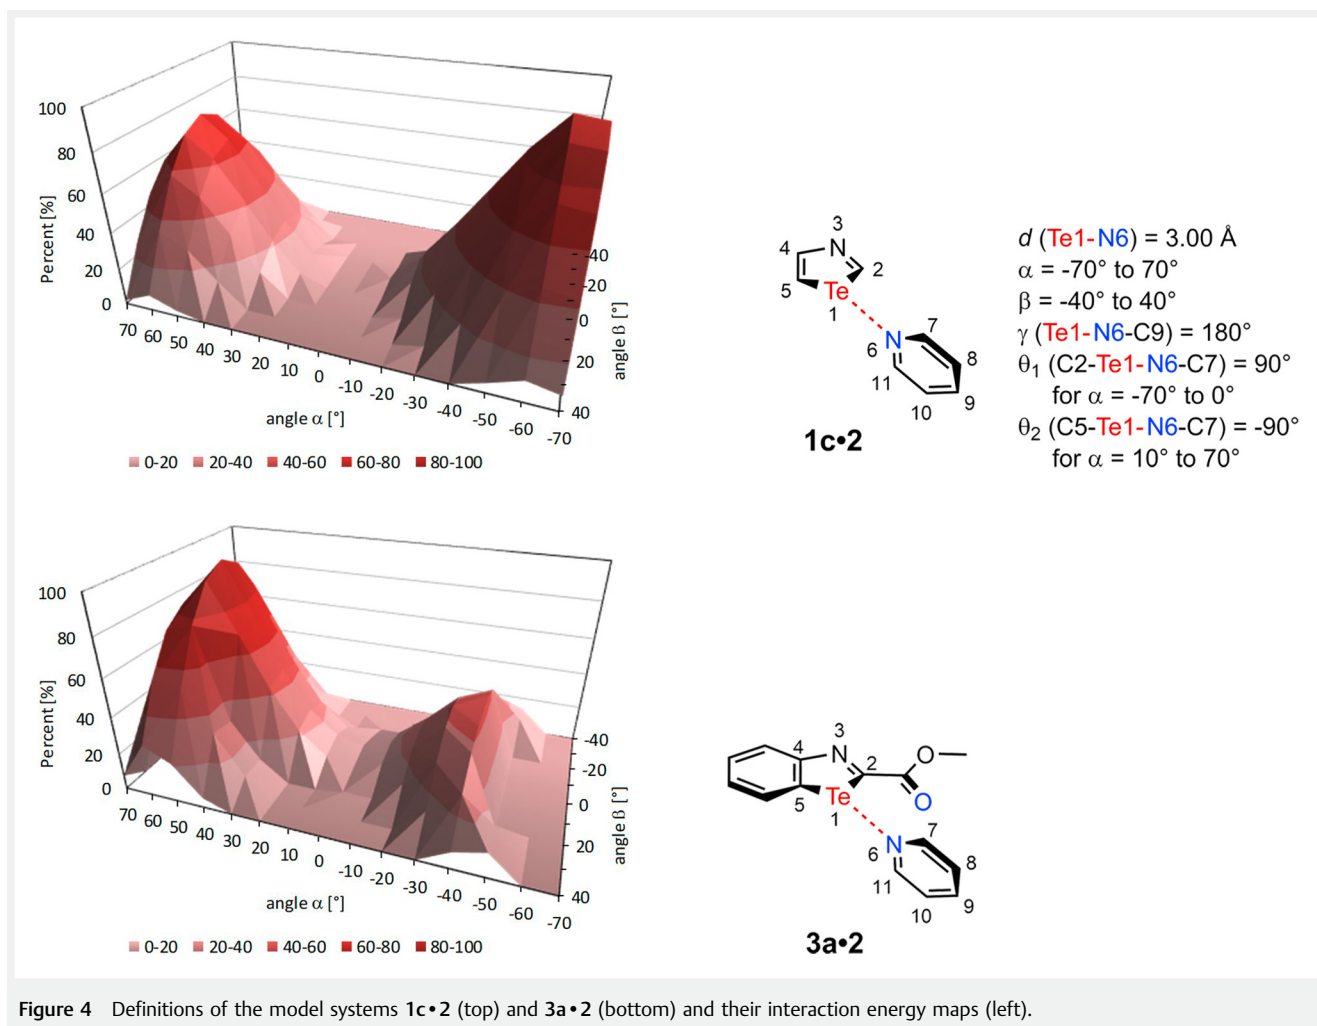 100
80
60
40
20
0
Percent [%]
70 60 50 40 30 20 10 0 -10 -20 -30 -40 -50 -60 -70
angle α [°]
-40
-20
0
20
40
angle ß [°]
0-20 20-40 40-60 60-80 80-100
3
4 N
2
5 Te
1
7
N
6 8
11
10 9
1c•2
d (Te1-N6) = 3.00 Å
α = -70° to 70°
β = -40° to 40°
γ (Te1-N6-C9) = 180°
θ1 (C2-Te1-N6-C7) = 90°
for α = -70° to 0°
θ2 (C5-Te1-N6-C7) = -90°
for α = 10° to 70°
100
80
60
40
20
0
Percent [%]
70 60 50 40 30 20 10 0 -10 -20 -30 -40 -50 -60 -70
angle α [°]
-40
-20
0
20
40
angle ß [°]
0-20 20-40 40-60 60-80 80-100
3 O
4 N 2
5 Te O
1
7
N
6 8
11
10 9
3a•2
Figure 4 Definitions of the model systems 1c•2 (top) and 3a•2 (bottom) and their interaction energy maps (left).